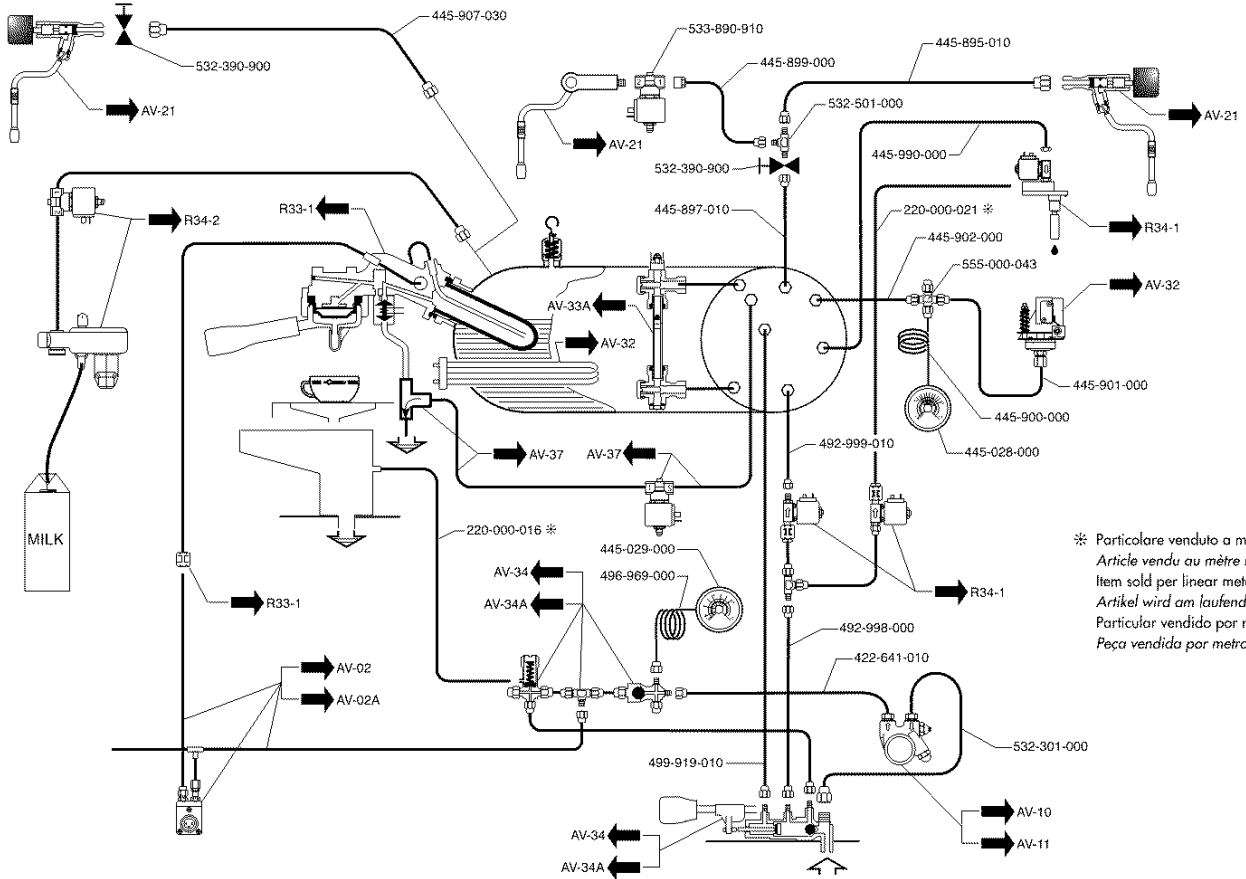 445-907-030
532-390-900
AV-21
533-890-910
445-899-000
445-895-010
532-501-000
AV-21
AV-21
532-390-900
445-990-000
R34-2
R33-1
445-897-010
220-000-021 ※
R34-1
445-902-000
555-000-043
AV-32
AV-33A
AV-32
445-901-000
445-900-000
492-999-010
445-028-000
AV-37
AV-37
MILK
220-000-016 ※
445-029-000
496-969-000
AV-34
AV-34A
R33-1
R34-1
※ Particolare venduto a m
Article vendu au mètre
Item sold per linear met
Artikel wird am laufend
Particular vendido por
Peça vendida por metro
492-998-000
422-641-010
AV-02
AV-02A
532-301-000
499-919-010
AV-10
AV-34
AV-11
AV-34A